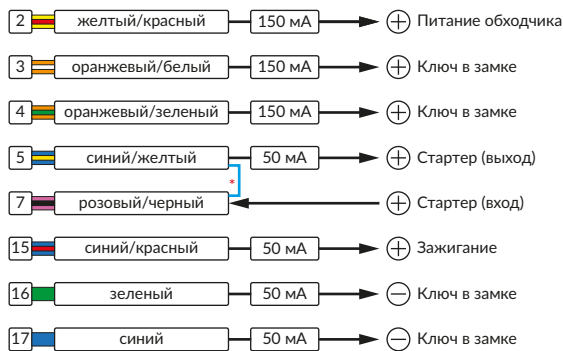 2 желтый/красный 150 мА + Питание обходчика
3 оранжевый/белый 150 мА + Ключ в замке
4 оранжевый/зеленый 150 мА + Ключ в замке
5 синий/желтый 50 мА + Стартер (выход)
*
7 розовый/черный + Стартер (вход)
15 синий/красный 50 мА + Зажигание
16 зеленый 50 мА − Ключ в замке
17 синий 50 мА − Ключ в замке